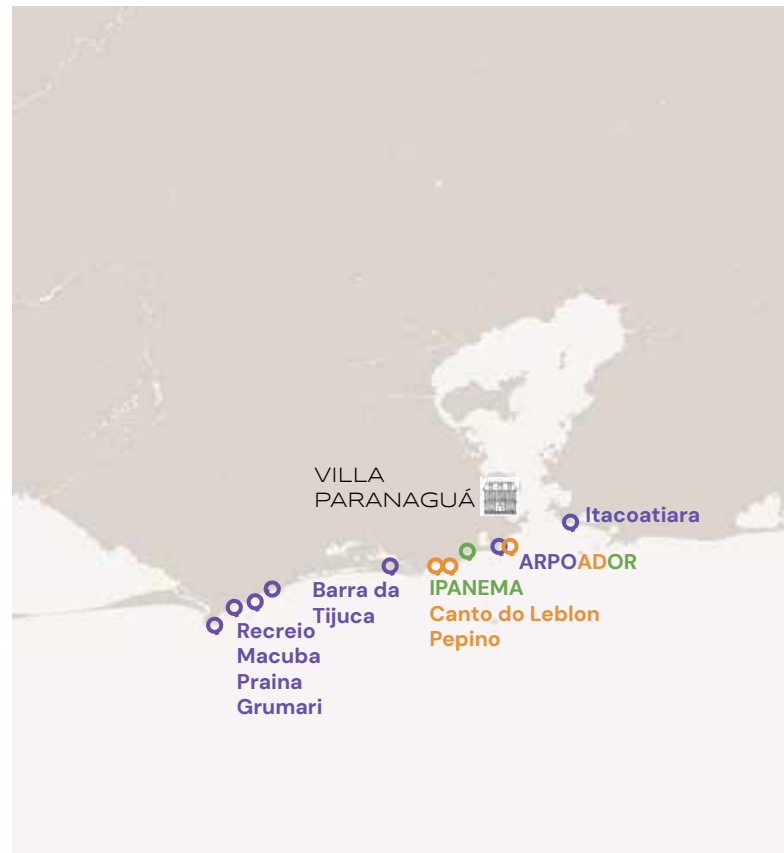 VILLA
PARANAGUÁ
Itacoatiara
ARPOADOR
Barra da
Tijuca
IPANEMA
Canto do Leblon
Pepino
Recreio
Macuba
Praina
Grumari